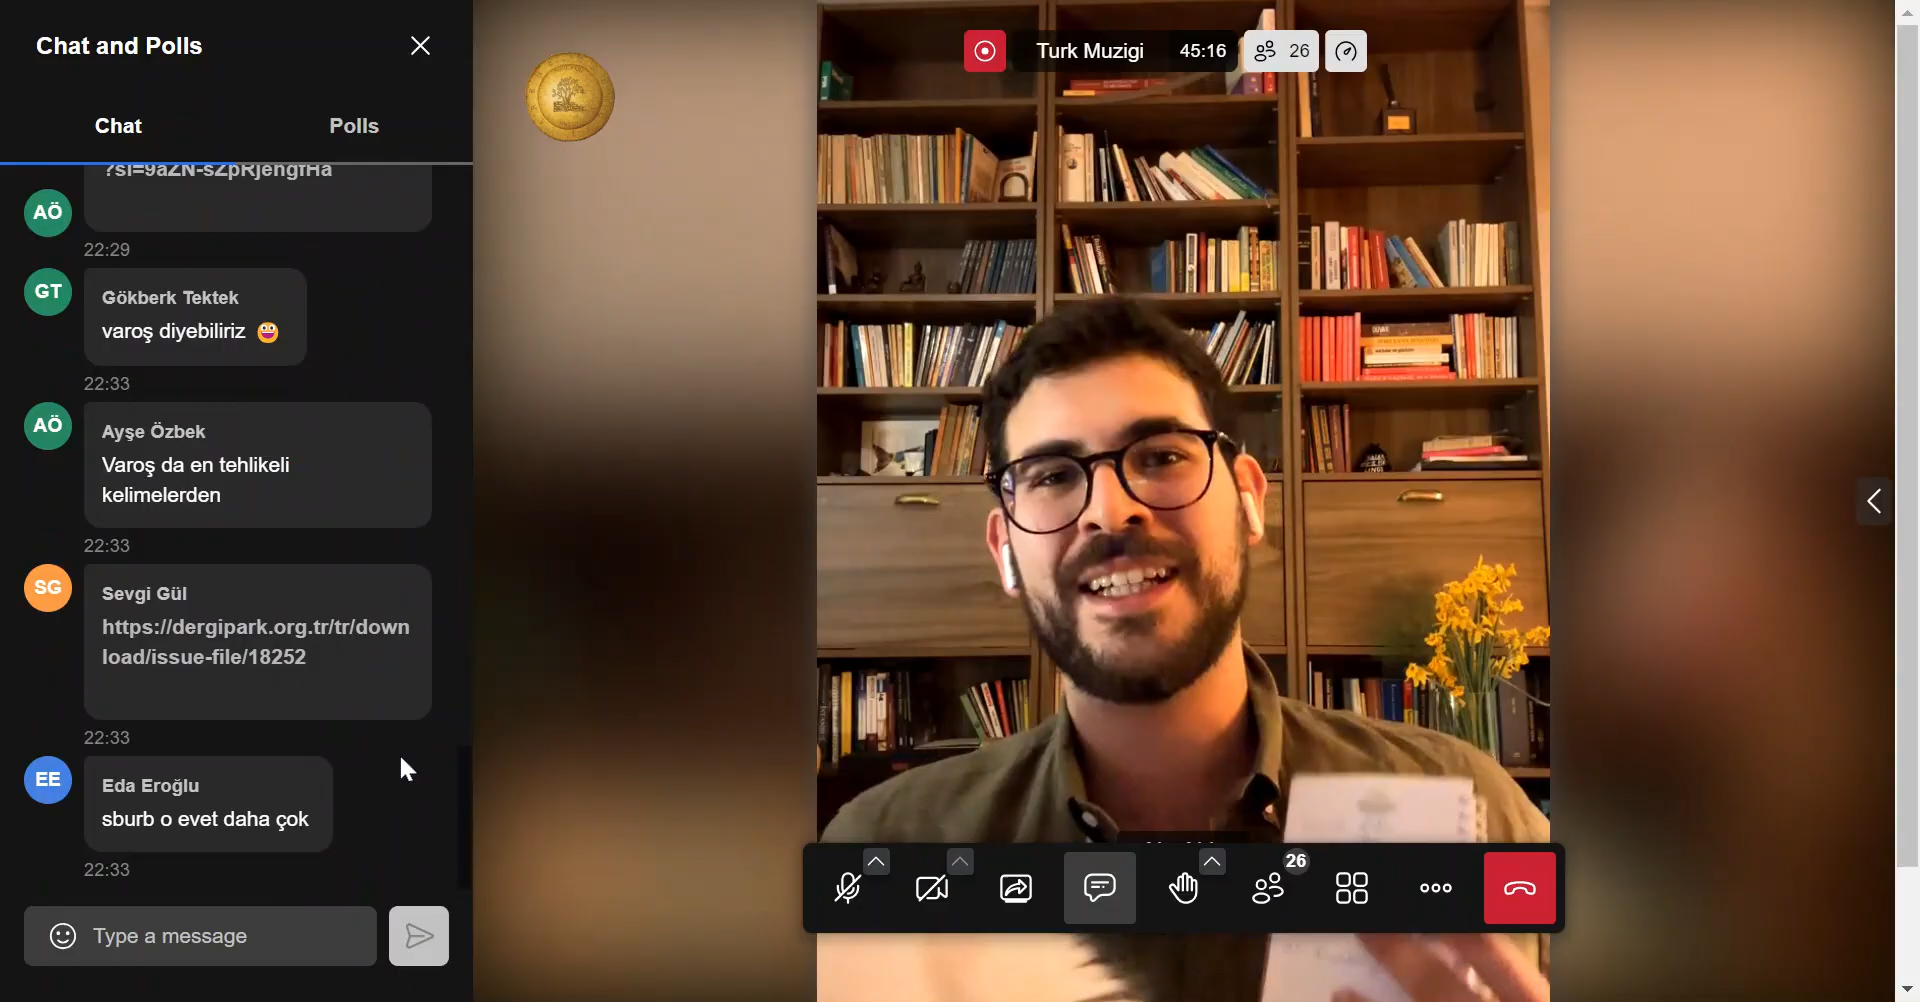 Chat and Polls
Chat
Polls
?si=9aZN-sZpRjengfHa
AÖ
22:29
GT
Gökberk Tektek
varoş diyebiliriz
22:33
AÖ
Ayşe Özbek
Varoş da en tehlikeli
kelimelerden
22:33
SG
Sevgi Gül
https://dergipark.org.tr/tr/down
load/issue-file/18252
22:33
EE
Eda Eroğlu
sburb o evet daha çok
22:33
Type a message
Turk Muzigi
45:16
26
26